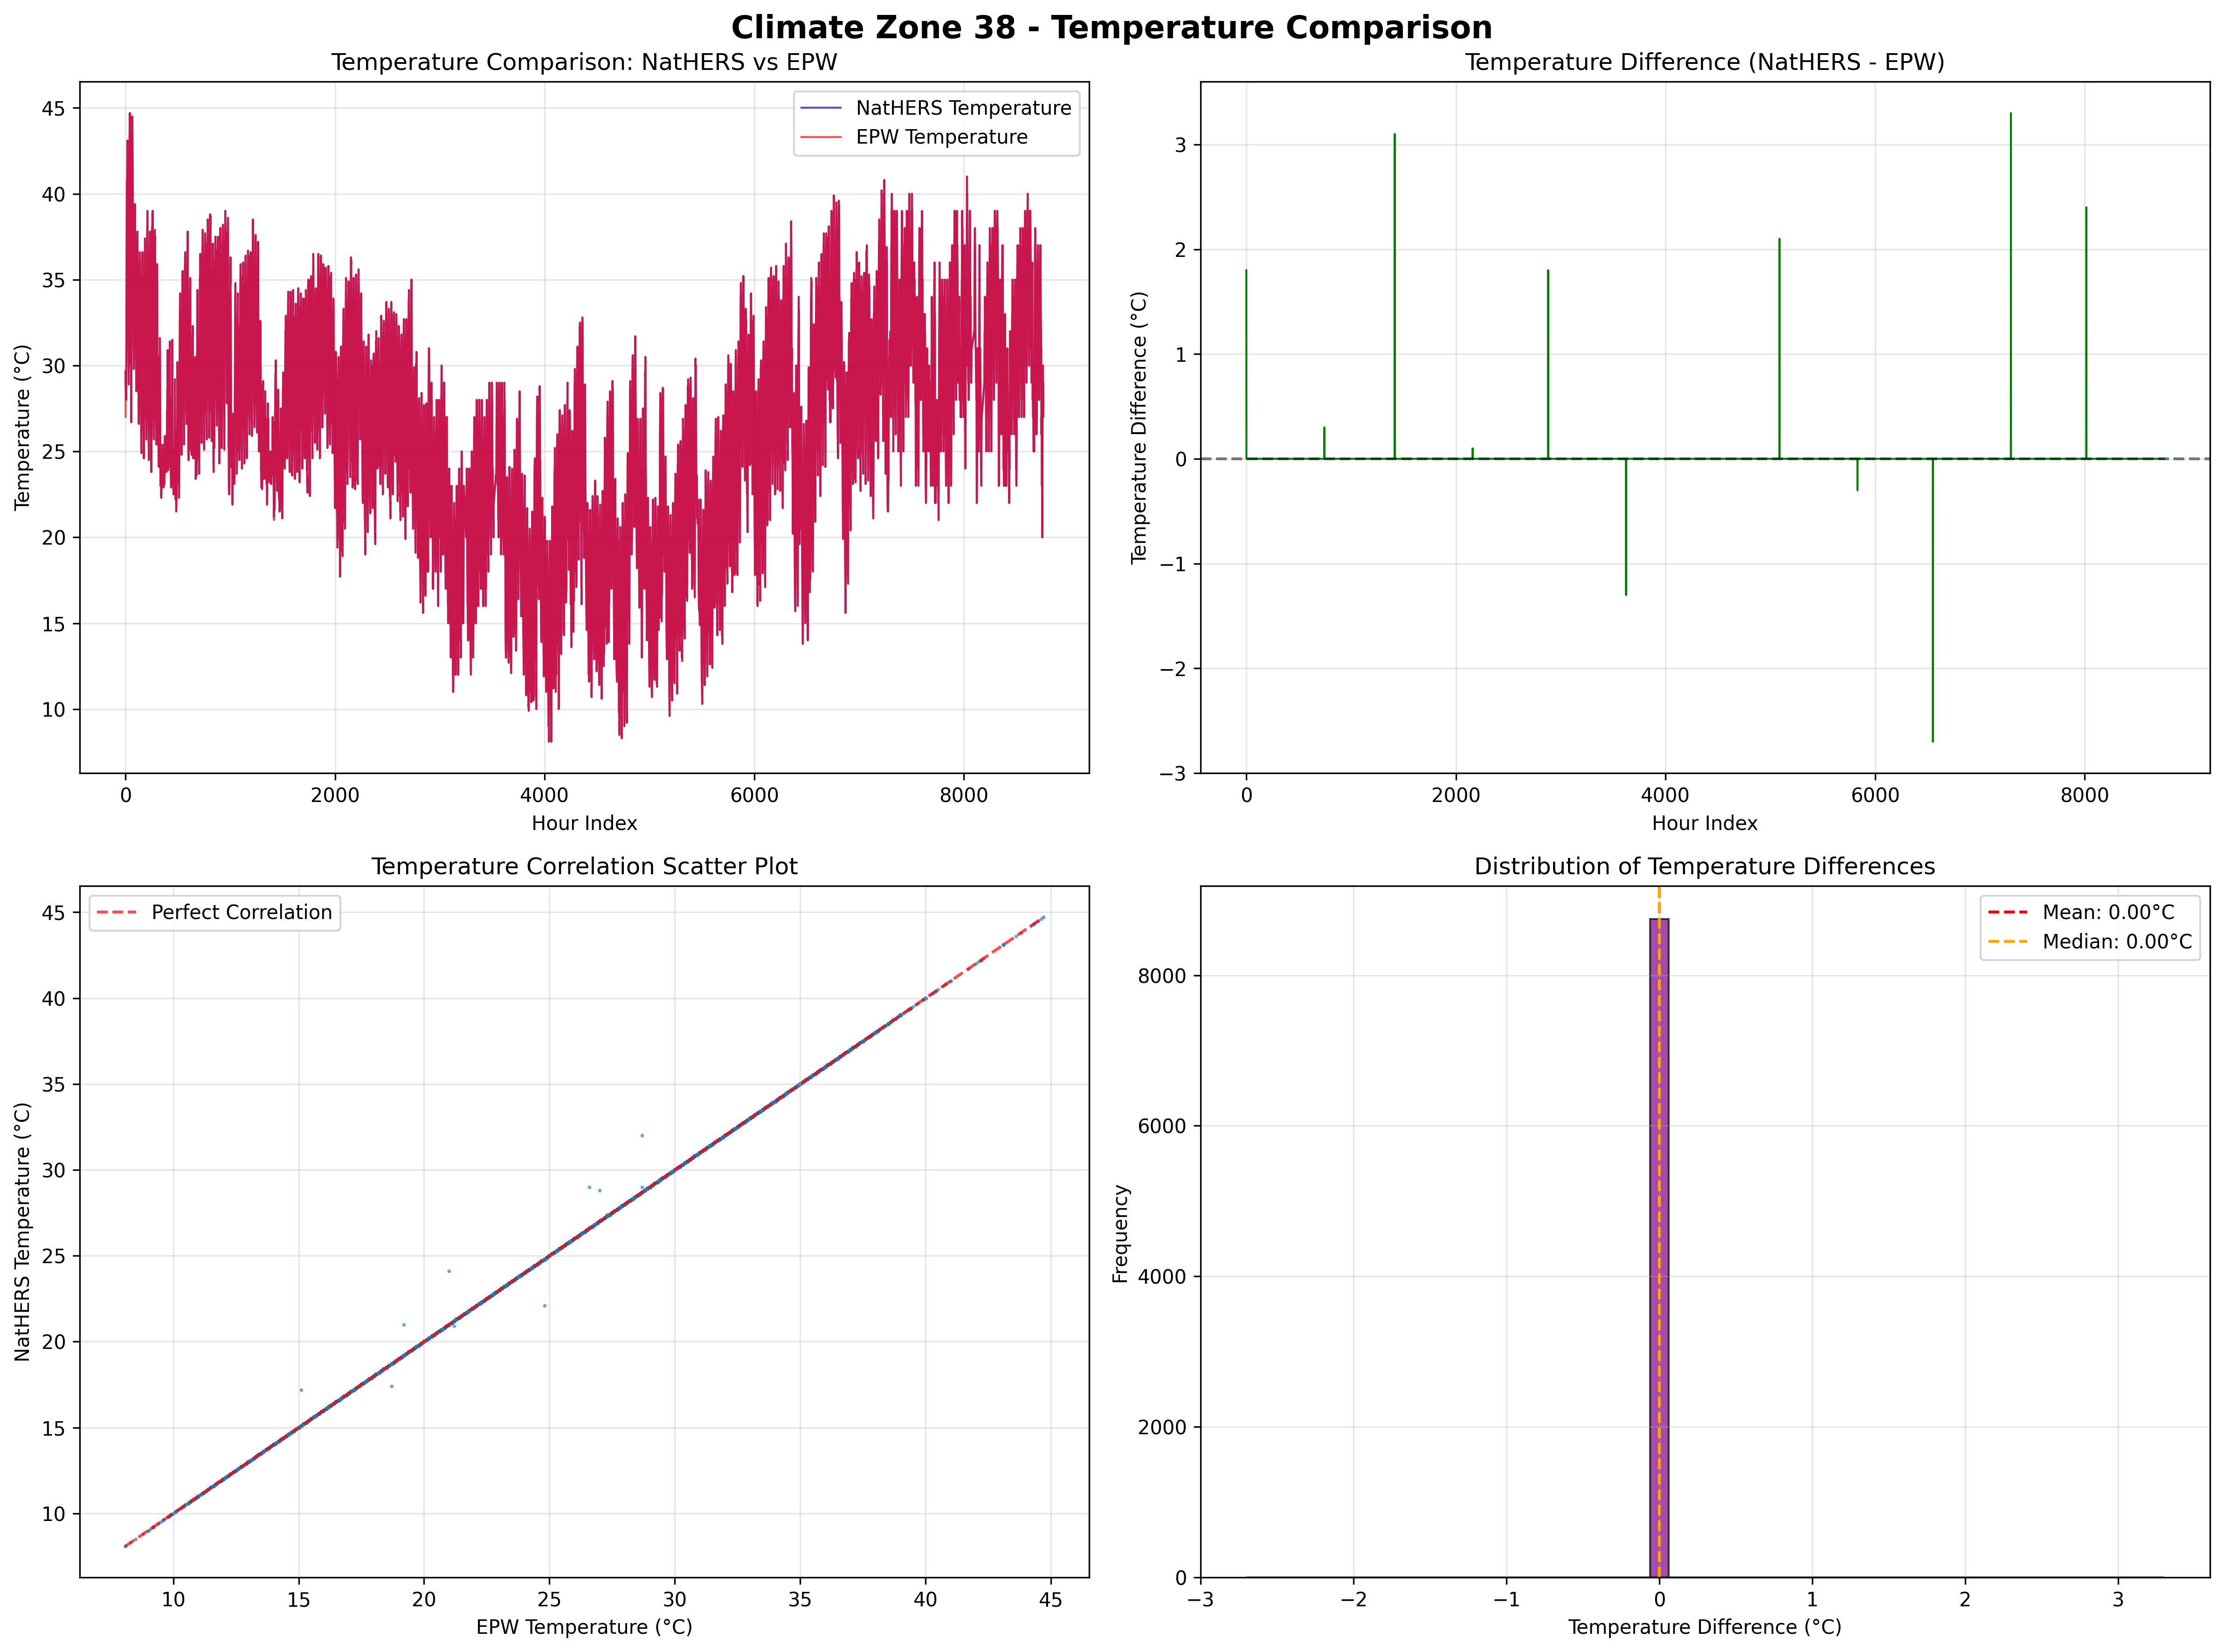 Climate Zone 38 - Temperature Comparison
Temperature Comparison: NatHERS vs EPW
Temperature (°C)
45
40
35
30
25
20
15
10
NatHERS Temperature
EPW Temperature
0 2000 4000 6000 8000
Hour Index
Temperature Difference (NatHERS - EPW)
Temperature Difference (°C)
3
2
1
0
−1
−2
−3
0 2000 4000 6000 8000
Hour Index
Temperature Correlation Scatter Plot
NatHERS Temperature (°C)
45
40
35
30
25
20
15
10
Perfect Correlation
10 15 20 25 30 35 40 45
EPW Temperature (°C)
Distribution of Temperature Differences
Frequency
8000
6000
4000
2000
0
Mean: 0.00°C
Median: 0.00°C
−3 −2 −1 0 1 2 3
Temperature Difference (°C)